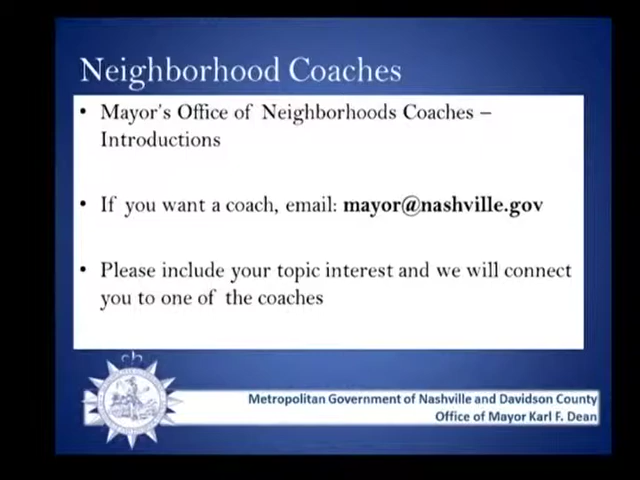 Neighborhood Coaches
• Mayor's Office of Neighborhoods Coaches –
Introductions
• If you want a coach, email: mayor@nashville.gov
• Please include your topic interest and we will connect
you to one of the coaches
Metropolitan Government of Nashville and Davidson County
Office of Mayor Karl F. Dean